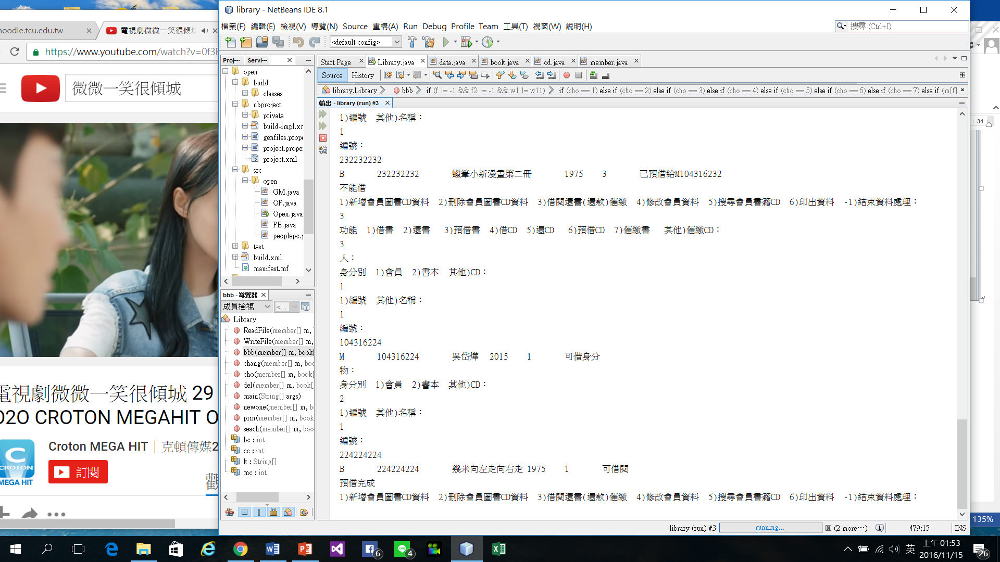 library - NetBeans IDE 8.1
檔案(F) 編輯(E) 檢視(V) 導覽(N) Source 重構(A) Run Debug Profile Team 工具(T) 視窗(W) 說明(H)
搜尋 (Ctrl+I)
<default config>
noodle.tcu.edu.tw
電視劇微微一笑很傾城
https://www.youtube.com/watch?v=0f3
微微一笑很傾城
Proj... Servi...
open
build
classes
nbproject
private
build-impl.xm
genfiles.prope
project.proper
project.xml
src
open
GM.java
OP.java
Open.java
PE.java
peoplepc.j
test
build.xml
manifest.mf
Start Page Library.java data.java book.java cd.java member.java
Source History
library.Library bbb if (f != -1 && f2 != -1 && w1 != w11) if (cho == 1) else if (cho == 2) else if (cho == 3) else if (cho == 4) else if (cho == 5) else if (cho == 6) else if (cho == 7) else if (m[f]
輸出 - library (run) #3
1)編號 其他)名稱：
1
編號：
232232232
B 232232232 蠟筆小新漫畫第二冊 1975 3 已預借給M104316232
不能借
1)新增會員圖書CD資料 2)刪除會員圖書CD資料 3)借閱還書(還款)催繳 4)修改會員資料 5)搜尋會員書籍CD 6)印出資料 -1)結束資料處理：
3
功能 1)借書 2)還書 3)預借書 4)借CD 5)還CD 6)預借CD 7)催繳書 其他)催繳CD：
3
人：
身分別 1)會員 2)書本 其他)CD：
1
1)編號 其他)名稱：
1
編號：
104316224
M 104316224 吳岱燁 2015 1 可借身分
物：
身分別 1)會員 2)書本 其他)CD：
2
1)編號 其他)名稱：
1
編號：
224224224
B 224224224 幾米向左走向右走 1975 1 可借閱
預借完成
1)新增會員圖書CD資料 2)刪除會員圖書CD資料 3)借閱還書(還款)催繳 4)修改會員資料 5)搜尋會員書籍CD 6)印出資料 -1)結束資料處理：
bbb - 導覽器
成員檢視 <...
Library
ReadFile(member[] m,
WriteFile(member[] m,
bbb(member[] m, book[
chang(member[] m, boo
cho(member[] m, book[
del(member[] m, book[]
main(String[] args)
newone(member[] m, b
prin(member[] m, book
seach(member[] m, boo
bc : int
cc : int
k : String[]
mc : int
電視劇微微一笑很傾城 29
O2O CROTON MEGAHIT O
C
CROTON
MEGA HIT
Croton MEGA HIT｜克頓傳媒2
訂閱
觀
library (run) #3 running... (2 more...) 479:15 INS
34
135%
6
4
英
上午 01:53
2016/11/15
26